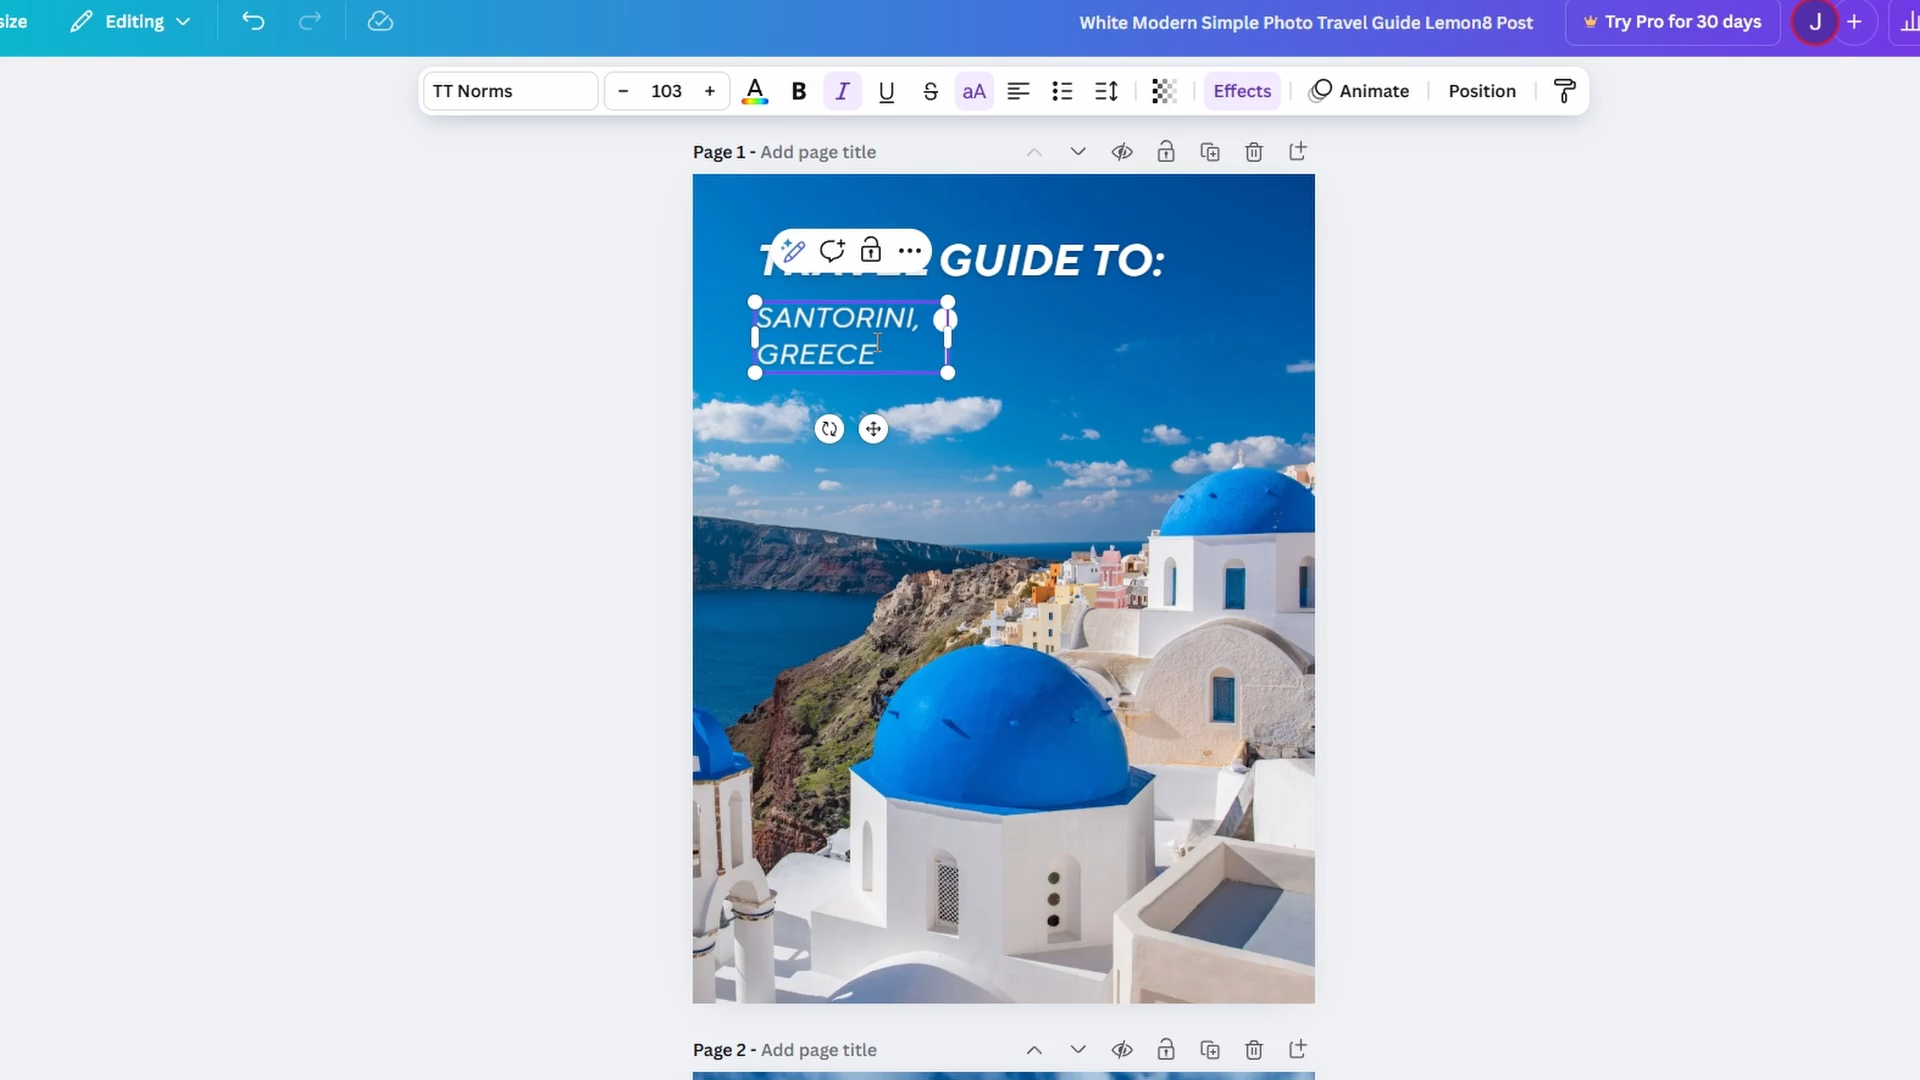 size
Editing
White Modern Simple Photo Travel Guide Lemon8 Post
Try Pro for 30 days
J
TT Norms
103
A
B
I
U
S
aA
Effects
Animate
Position
Page 1 - Add page title
GUIDE TO:
SANTORINI,
GREECE
Page 2 - Add page title